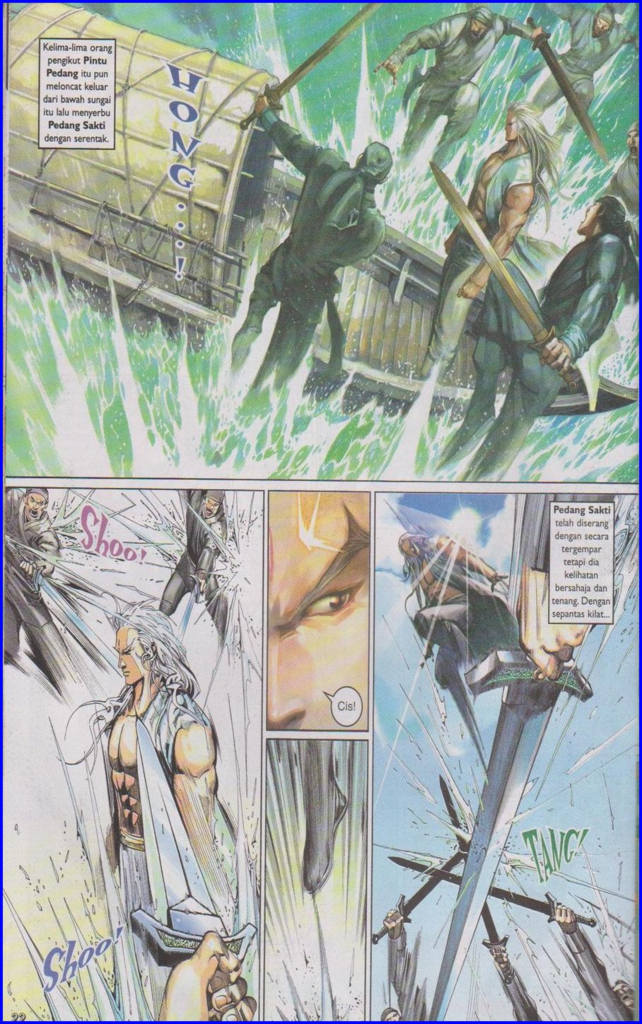 Kelima-lima orang
pengikut Pintu
Pedang itu pun
meloncat keluar
dari bawah sungai
itu lalu menyerbu
Pedang Sakti
dengan serentak.
HONG....!
Shoo!
Cis!
Pedang Sakti
telah diserang
dengan secara
tergempar
tetapi dia
kelihatan
bersahaja dan
tenang. Dengan
sepantas kilat...
TANG!
Shoo!
22